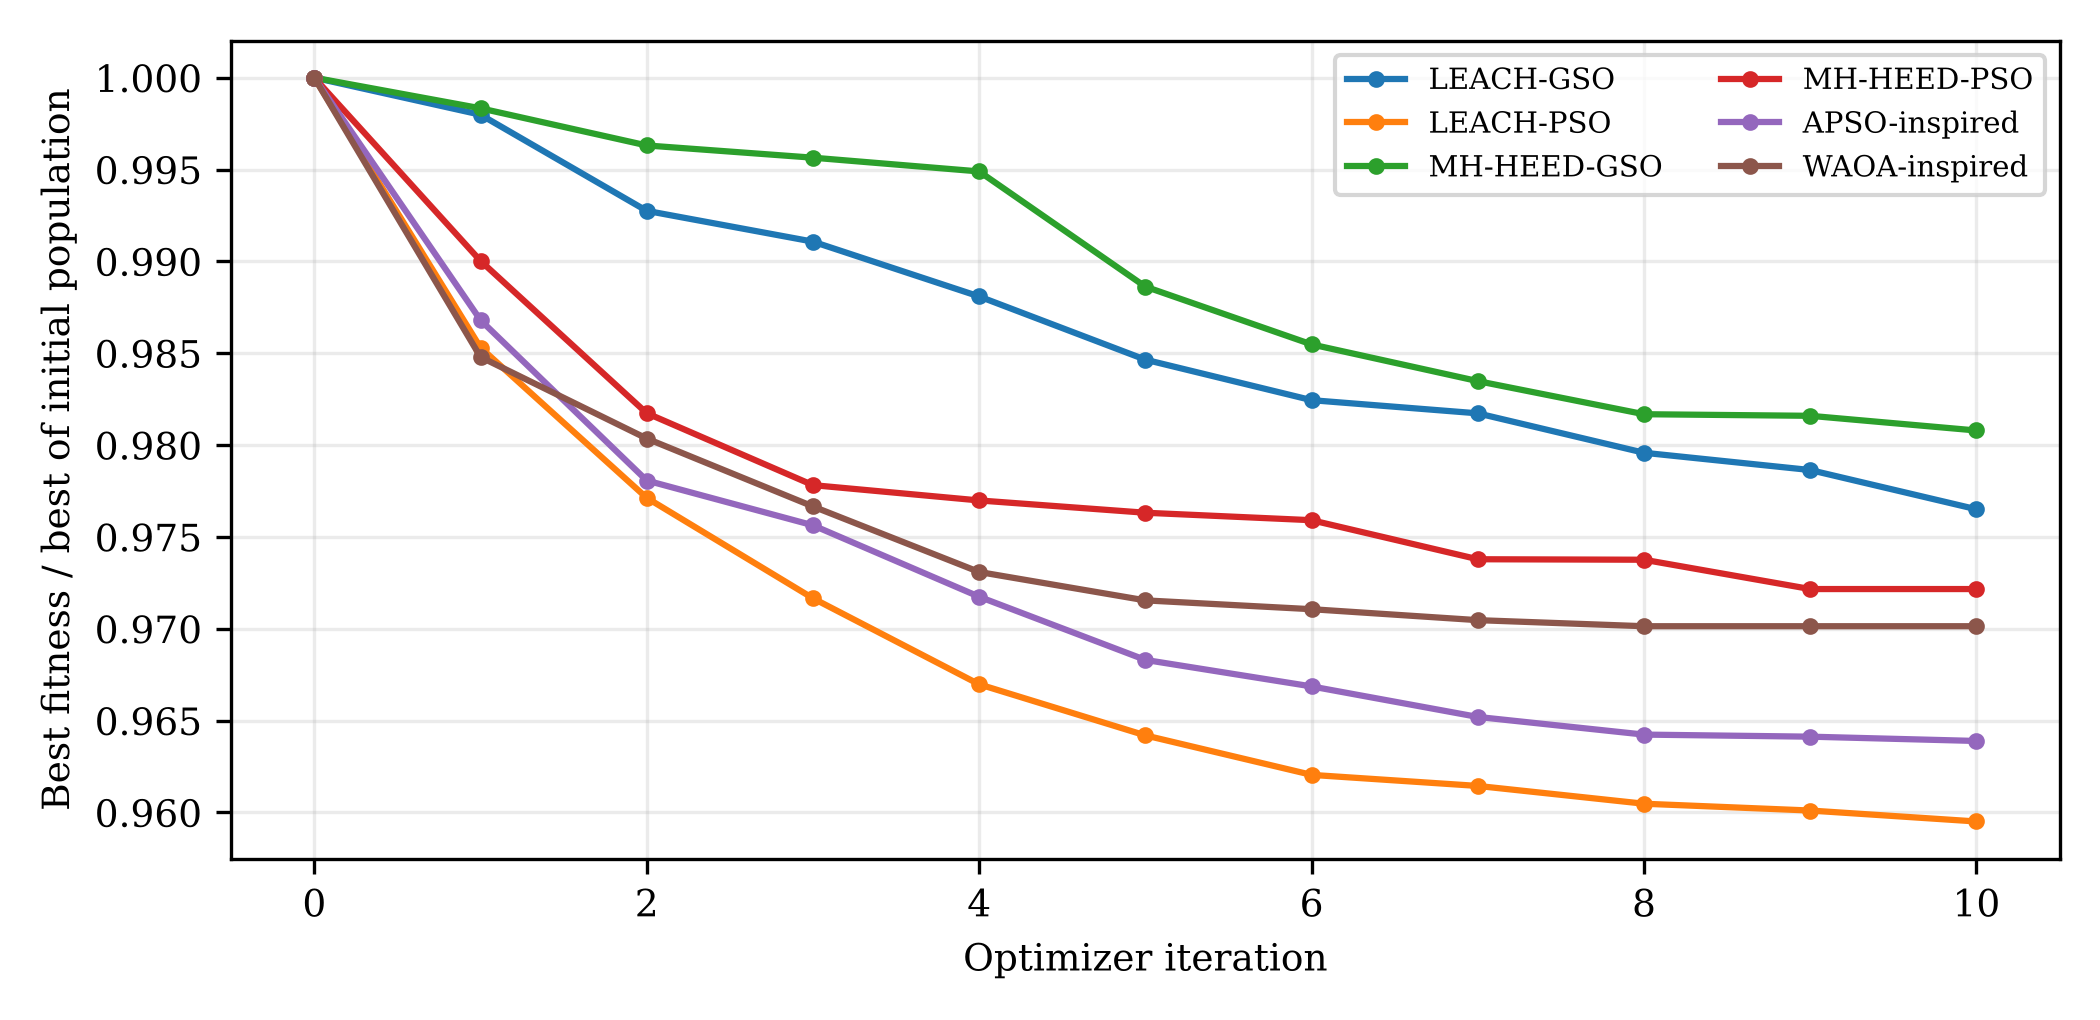 1.000
0.995
0.990
0.985
0.980
0.975
0.970
0.965
0.960
Best fitness / best of initial population
LEACH-GSO
LEACH-PSO
MH-HEED-GSO
MH-HEED-PSO
APSO-inspired
WAOA-inspired
0 2 4 6 8 10
Optimizer iteration